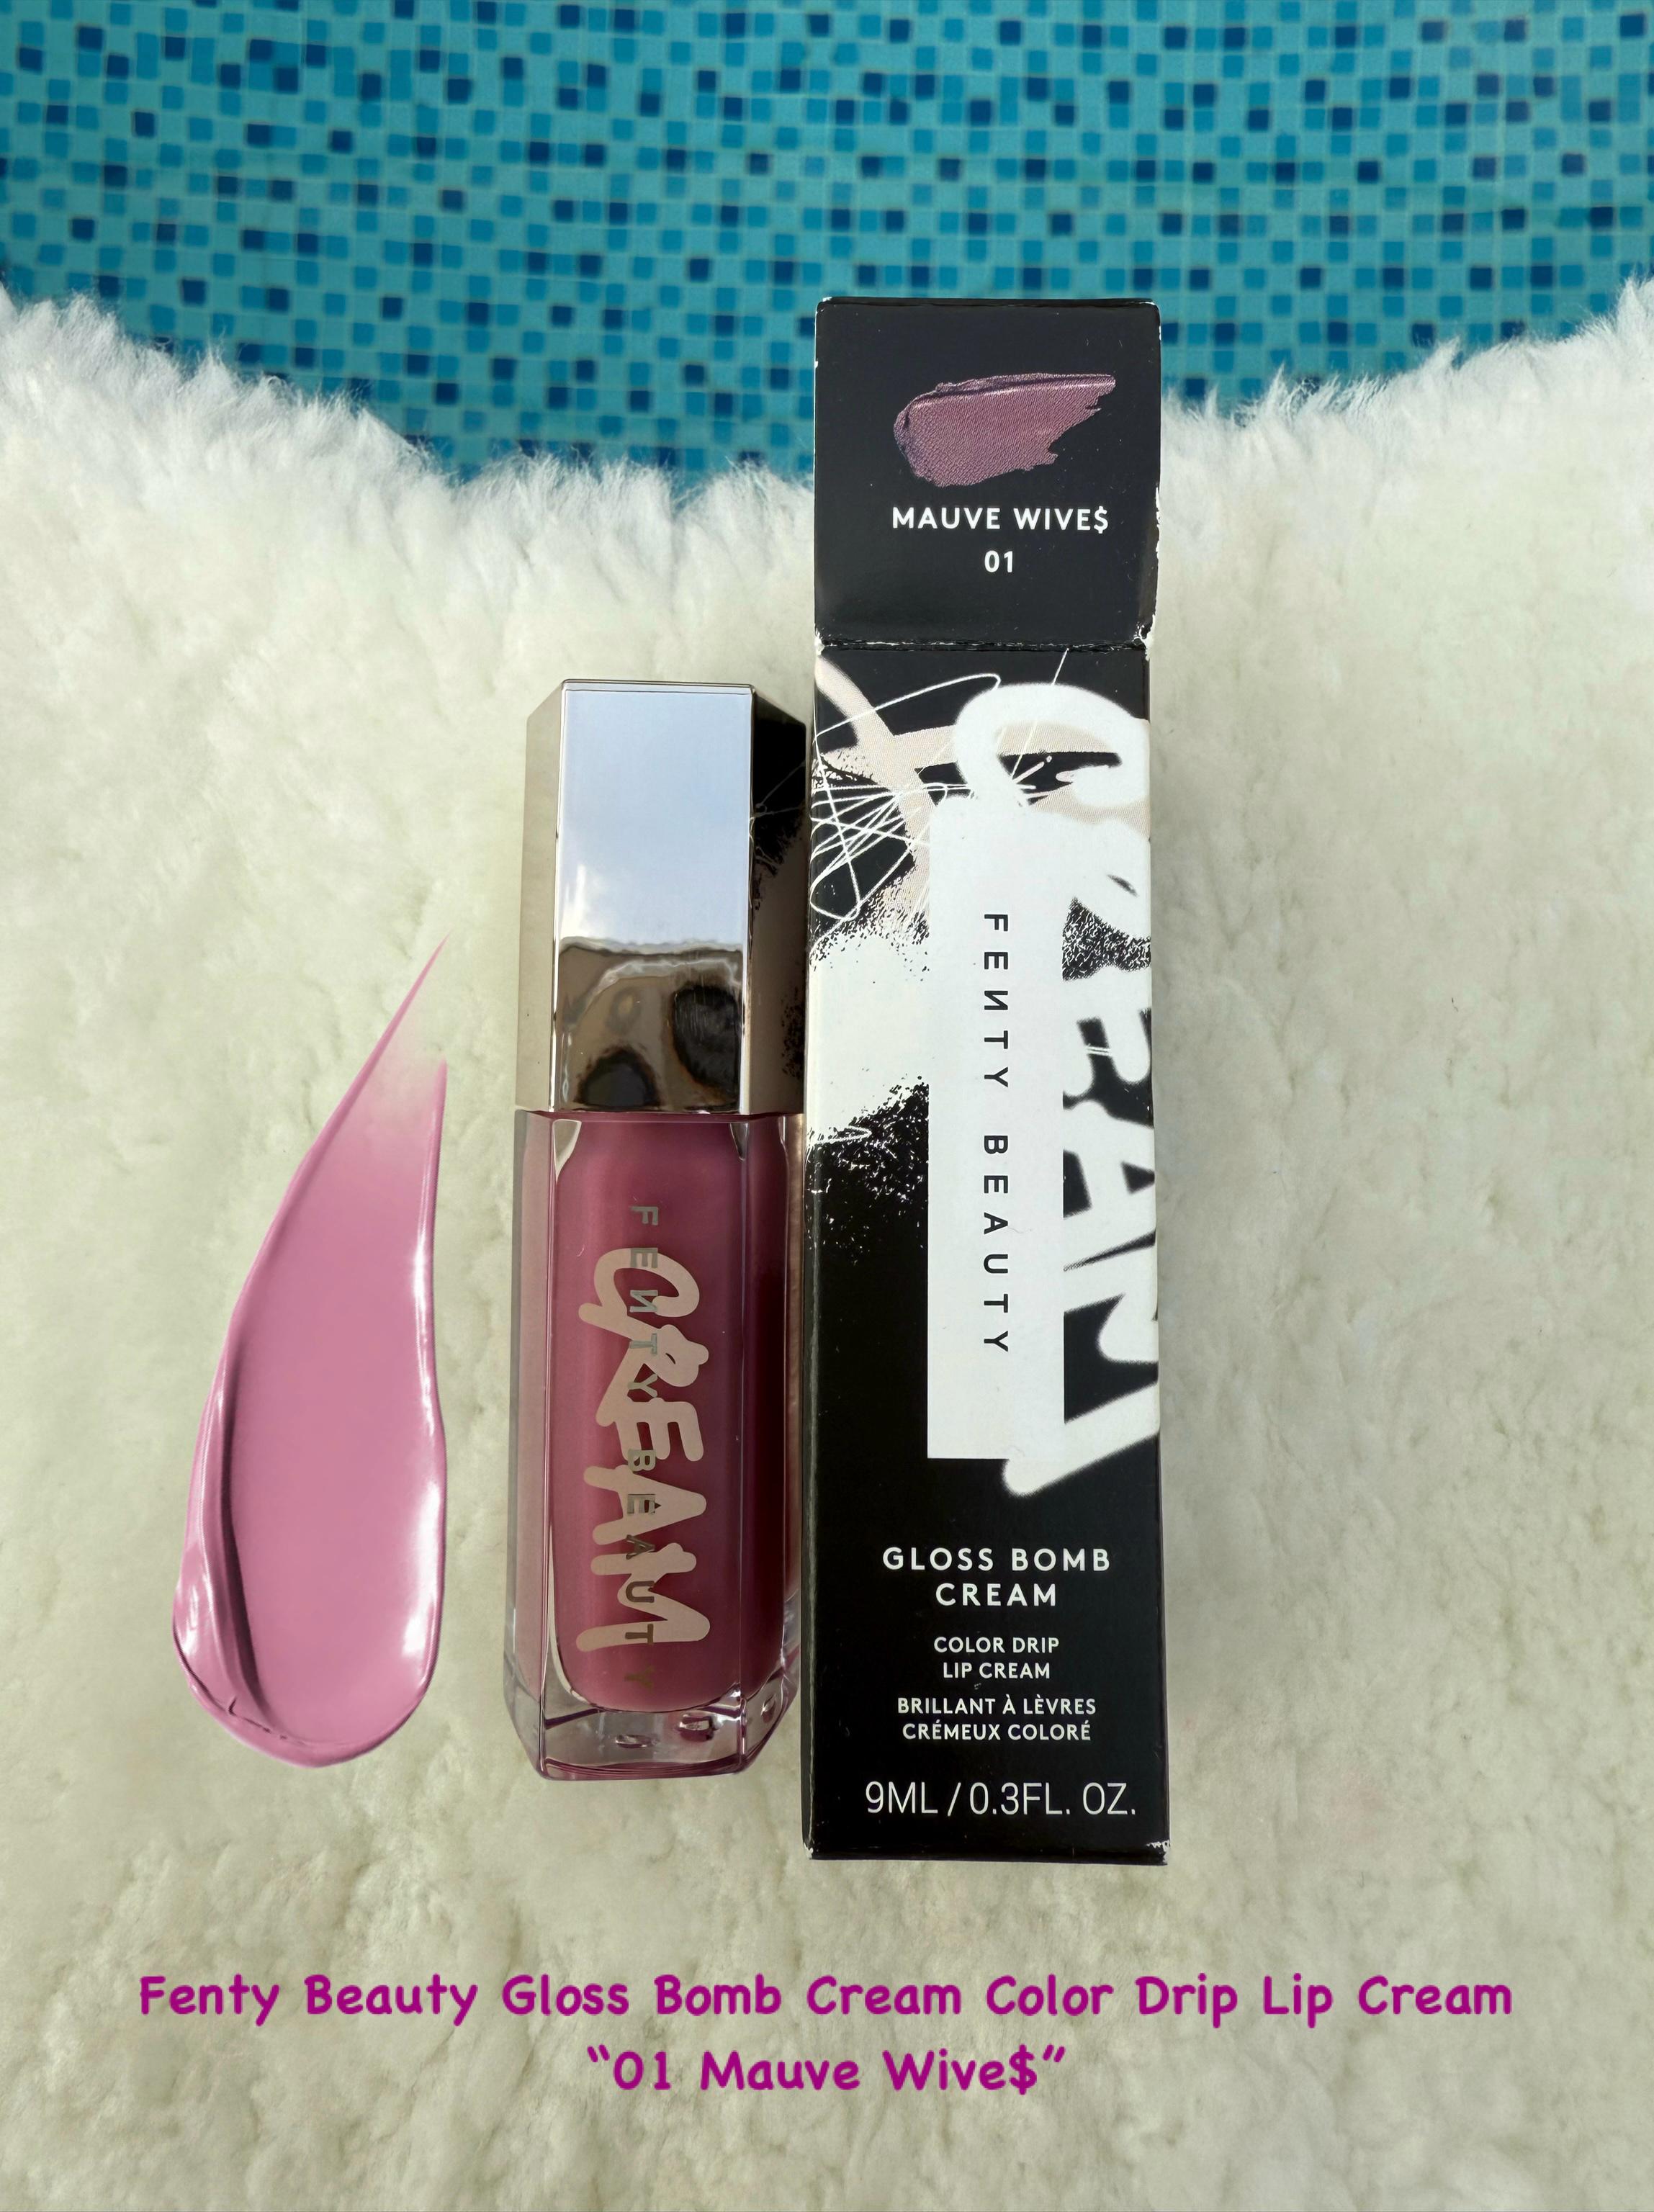 MAUVE WIVE$
01
CREAM
FENTY BEAUTY
FENTY BEAUTY
CREAM
GLOSS BOMB
CREAM
COLOR DRIP
LIP CREAM
BRILLANT À LÈVRES
CRÉMEUX COLORÉ
9ML / 0.3FL. OZ.
Fenty Beauty Gloss Bomb Cream Color Drip Lip Cream
“01 Mauve Wive$”